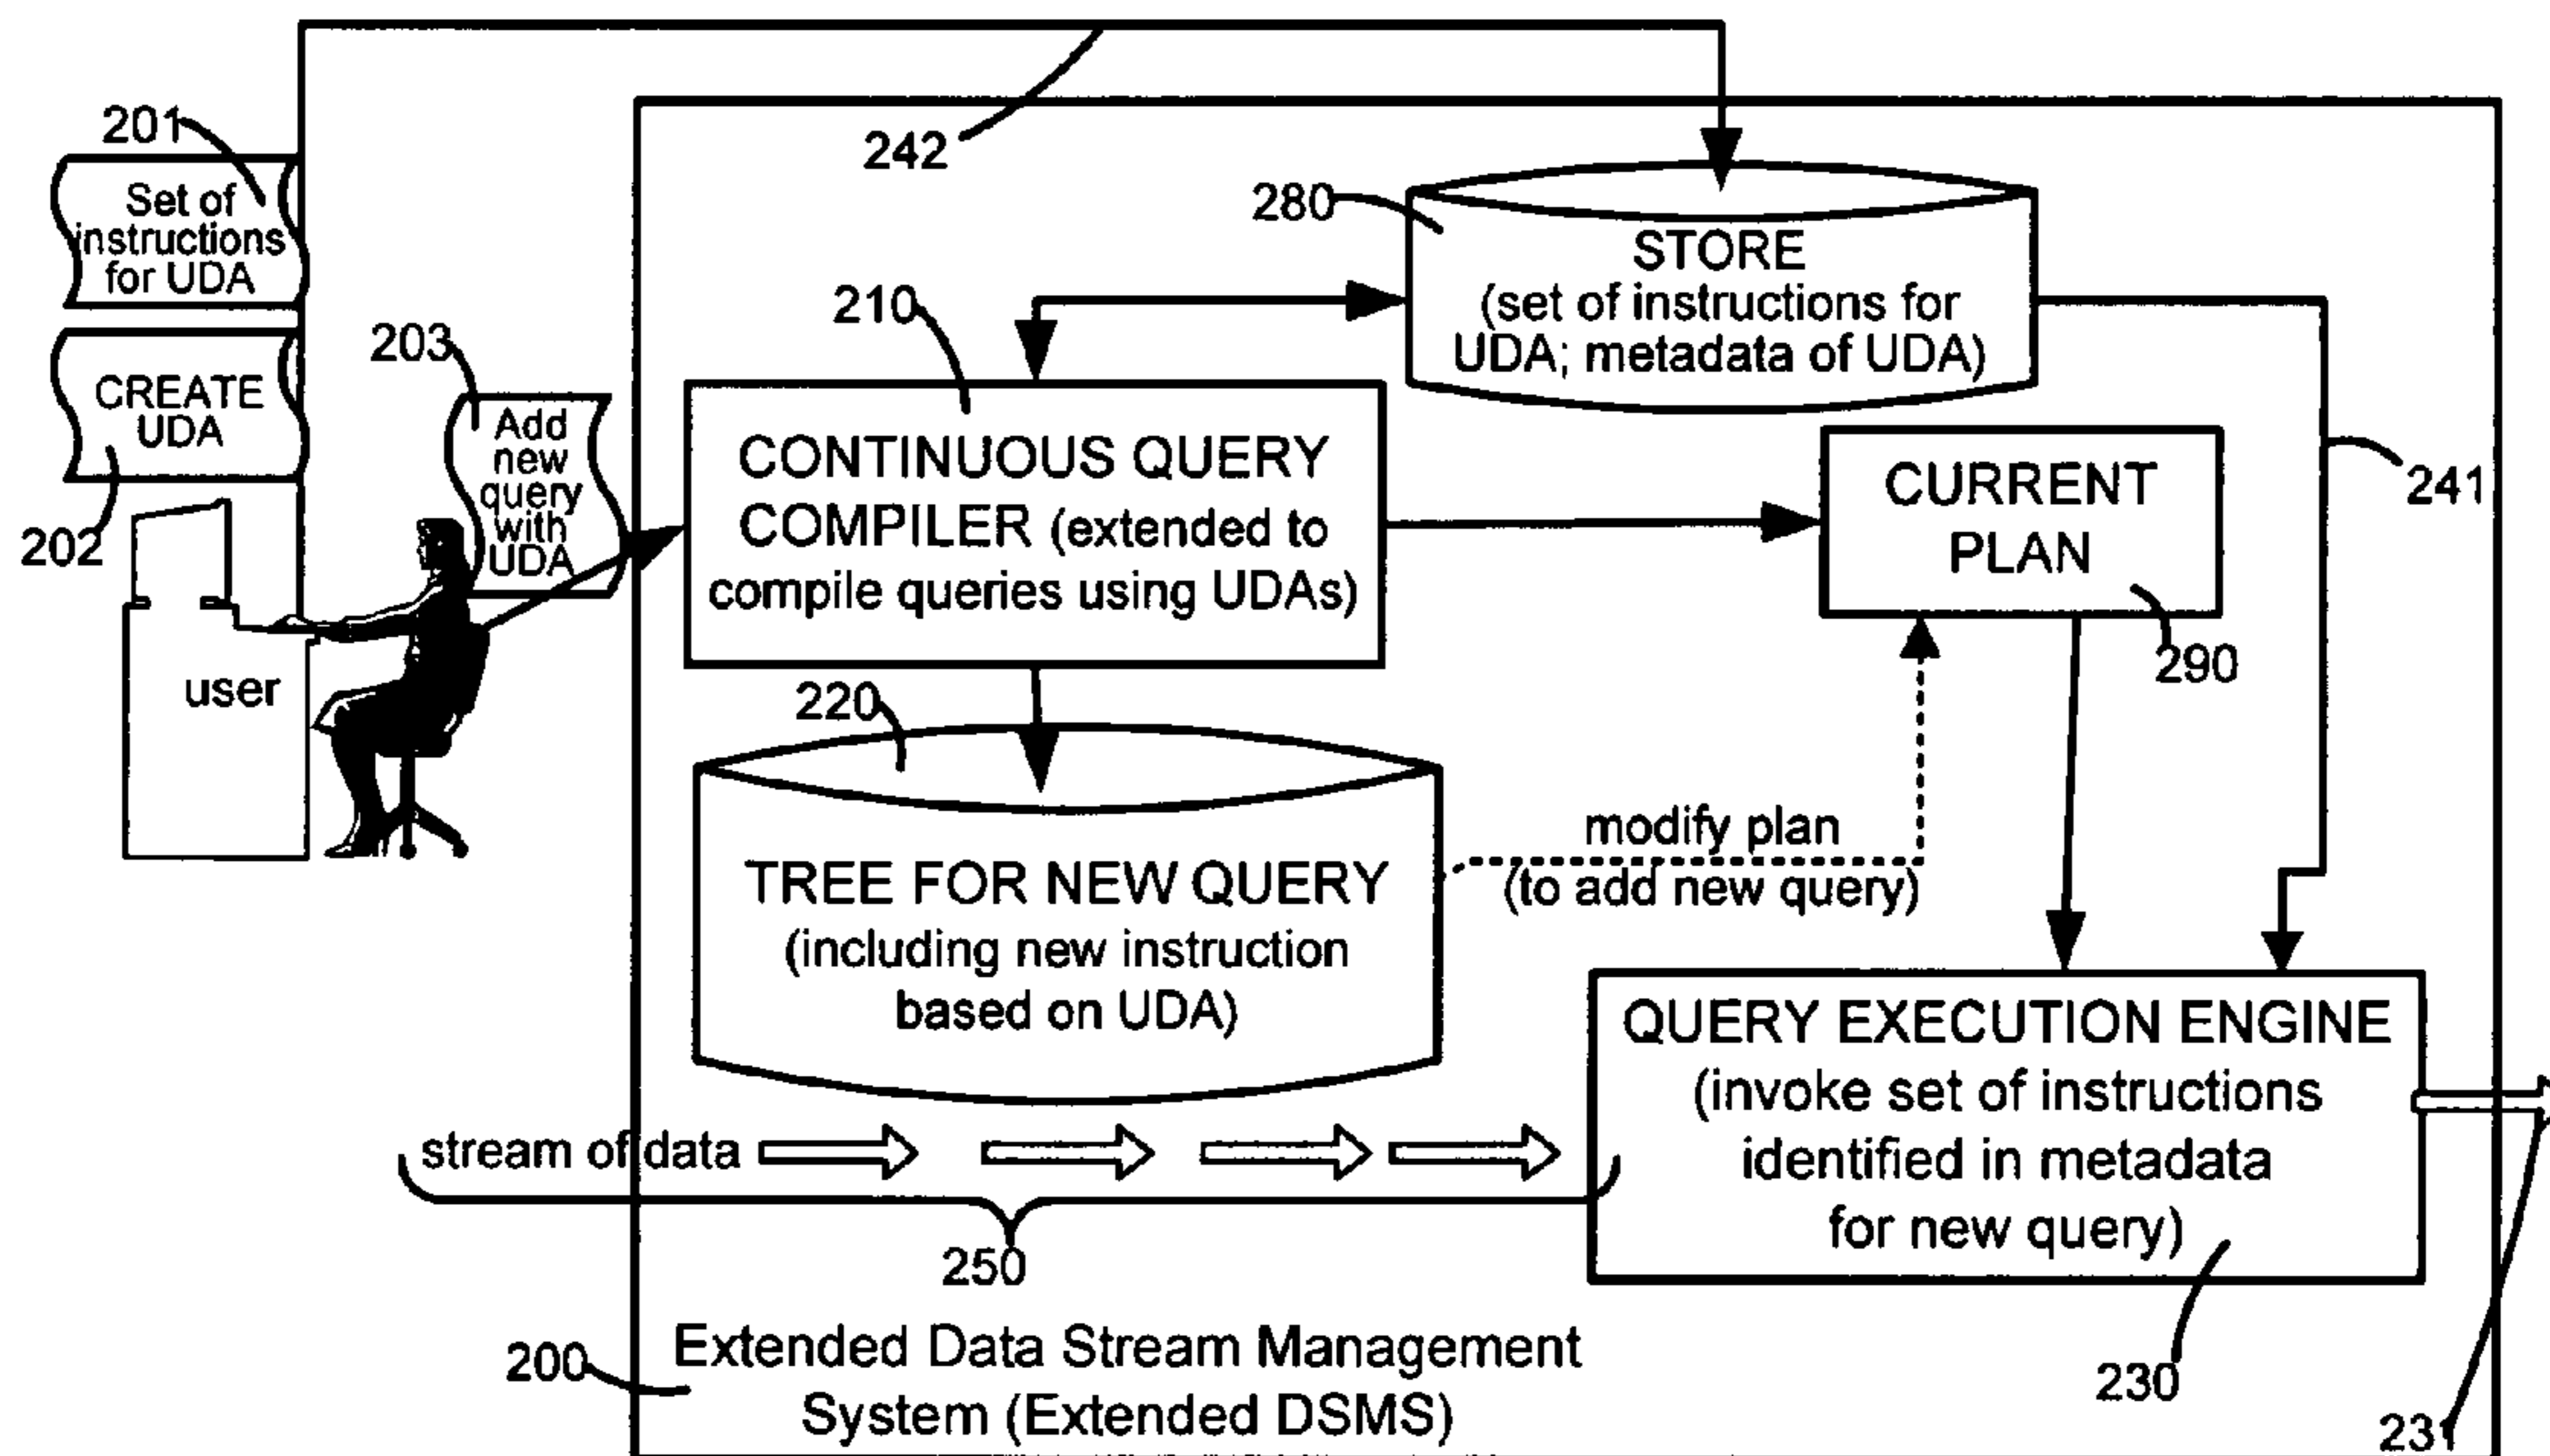 242
201
Set of
instructions
for UDA
CREATE
UDA
202
203
Add
new
query
with
UDA
user
280
STORE
(set of instructions for
UDA; metadata of UDA)
210
CONTINUOUS QUERY
COMPILER (extended to
compile queries using UDAs)
CURRENT
PLAN
290
241
220
TREE FOR NEW QUERY
(including new instruction
based on UDA)
modify plan
(to add new query)
QUERY EXECUTION ENGINE
(invoke set of instructions
identified in metadata
for new query)
230
231
stream of data
250
200
Extended Data Stream Management
System (Extended DSMS)